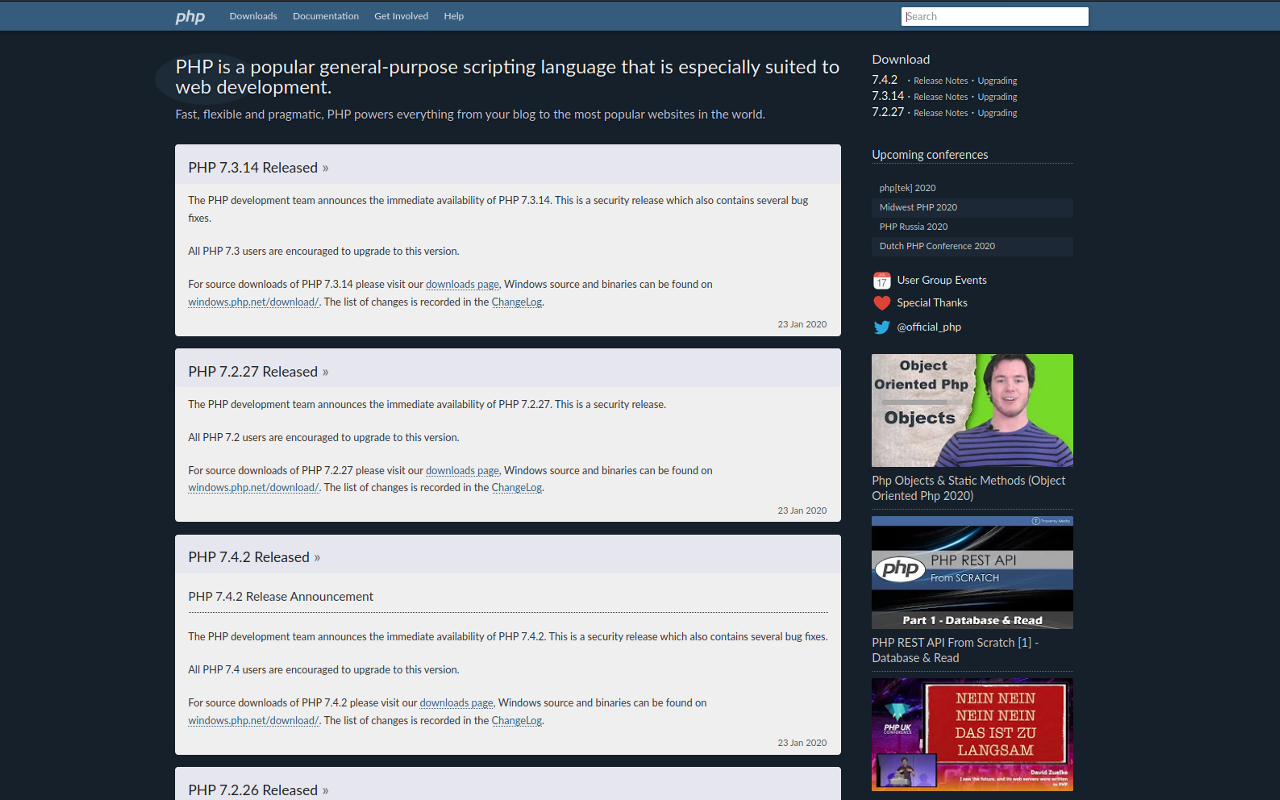 php
Downloads
Documentation
Get Involved
Help
Search
PHP is a popular general-purpose scripting language that is especially suited to
web development.
Fast, flexible and pragmatic, PHP powers everything from your blog to the most popular websites in the world.
PHP 7.3.14 Released »
The PHP development team announces the immediate availability of PHP 7.3.14. This is a security release which also contains several bug
fixes.
All PHP 7.3 users are encouraged to upgrade to this version.
For source downloads of PHP 7.3.14 please visit our downloads page, Windows source and binaries can be found on
windows.php.net/download/. The list of changes is recorded in the ChangeLog.
23 Jan 2020
PHP 7.2.27 Released »
The PHP development team announces the immediate availability of PHP 7.2.27. This is a security release.
All PHP 7.2 users are encouraged to upgrade to this version.
For source downloads of PHP 7.2.27 please visit our downloads page, Windows source and binaries can be found on
windows.php.net/download/. The list of changes is recorded in the ChangeLog.
23 Jan 2020
PHP 7.4.2 Released »
PHP 7.4.2 Release Announcement
The PHP development team announces the immediate availability of PHP 7.4.2. This is a security release which also contains several bug fixes.
All PHP 7.4 users are encouraged to upgrade to this version.
For source downloads of PHP 7.4.2 please visit our downloads page, Windows source and binaries can be found on
windows.php.net/download/. The list of changes is recorded in the ChangeLog.
23 Jan 2020
PHP 7.2.26 Released »
Download
7.4.2 · Release Notes · Upgrading
7.3.14 · Release Notes · Upgrading
7.2.27 · Release Notes · Upgrading
Upcoming conferences
php[tek] 2020
Midwest PHP 2020
PHP Russia 2020
Dutch PHP Conference 2020
17
User Group Events
Special Thanks
@official_php
Object
Oriented Php
Objects
Php Objects & Static Methods (Object
Oriented Php 2020)
Traversy Media
php
PHP REST API
From SCRATCH
Part 1 - Database & Read
PHP REST API From Scratch [1] -
Database & Read
PHP UK
CONFERENCE
NEIN NEIN
NEIN NEIN
DAS IST ZU
LANGSAM
David Zuelke
I saw the future, and its web servers were written
in PHP